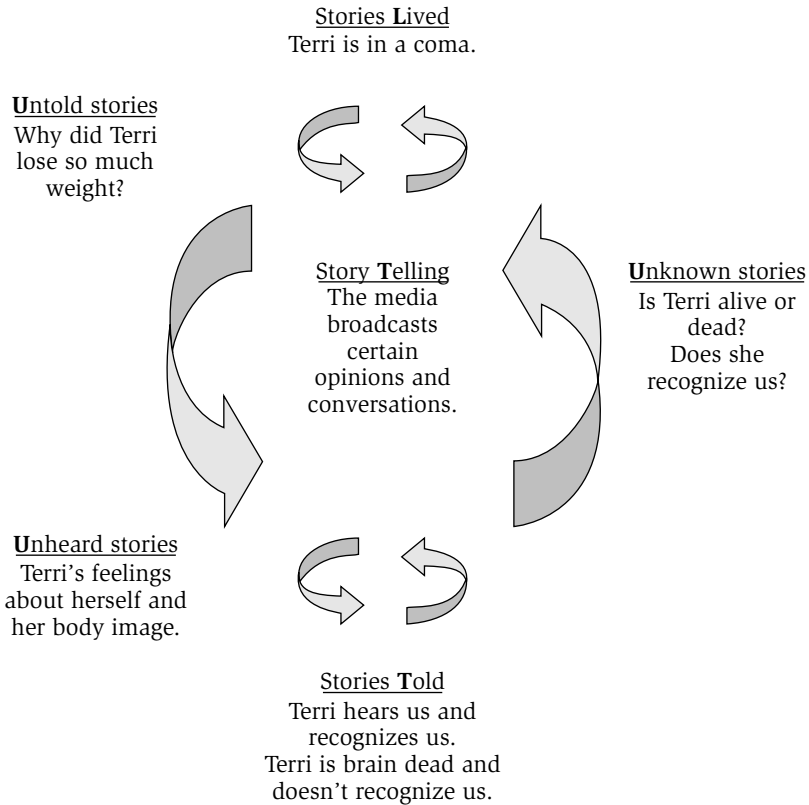 Stories Lived
Terri is in a coma.
Untold stories
Why did Terri
lose so much
weight?
Story Telling
The media
broadcasts
certain
opinions and
conversations.
Unknown stories
Is Terri alive or
dead?
Does she
recognize us?
Unheard stories
Terri’s feelings
about herself and
her body image.
Stories Told
Terri hears us and
recognizes us.
Terri is brain dead and
doesn’t recognize us.